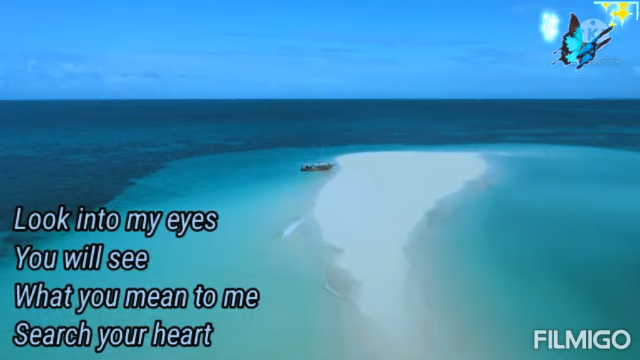 Look into my eyes
You will see
What you mean to me
Search your heart
FILMIGO